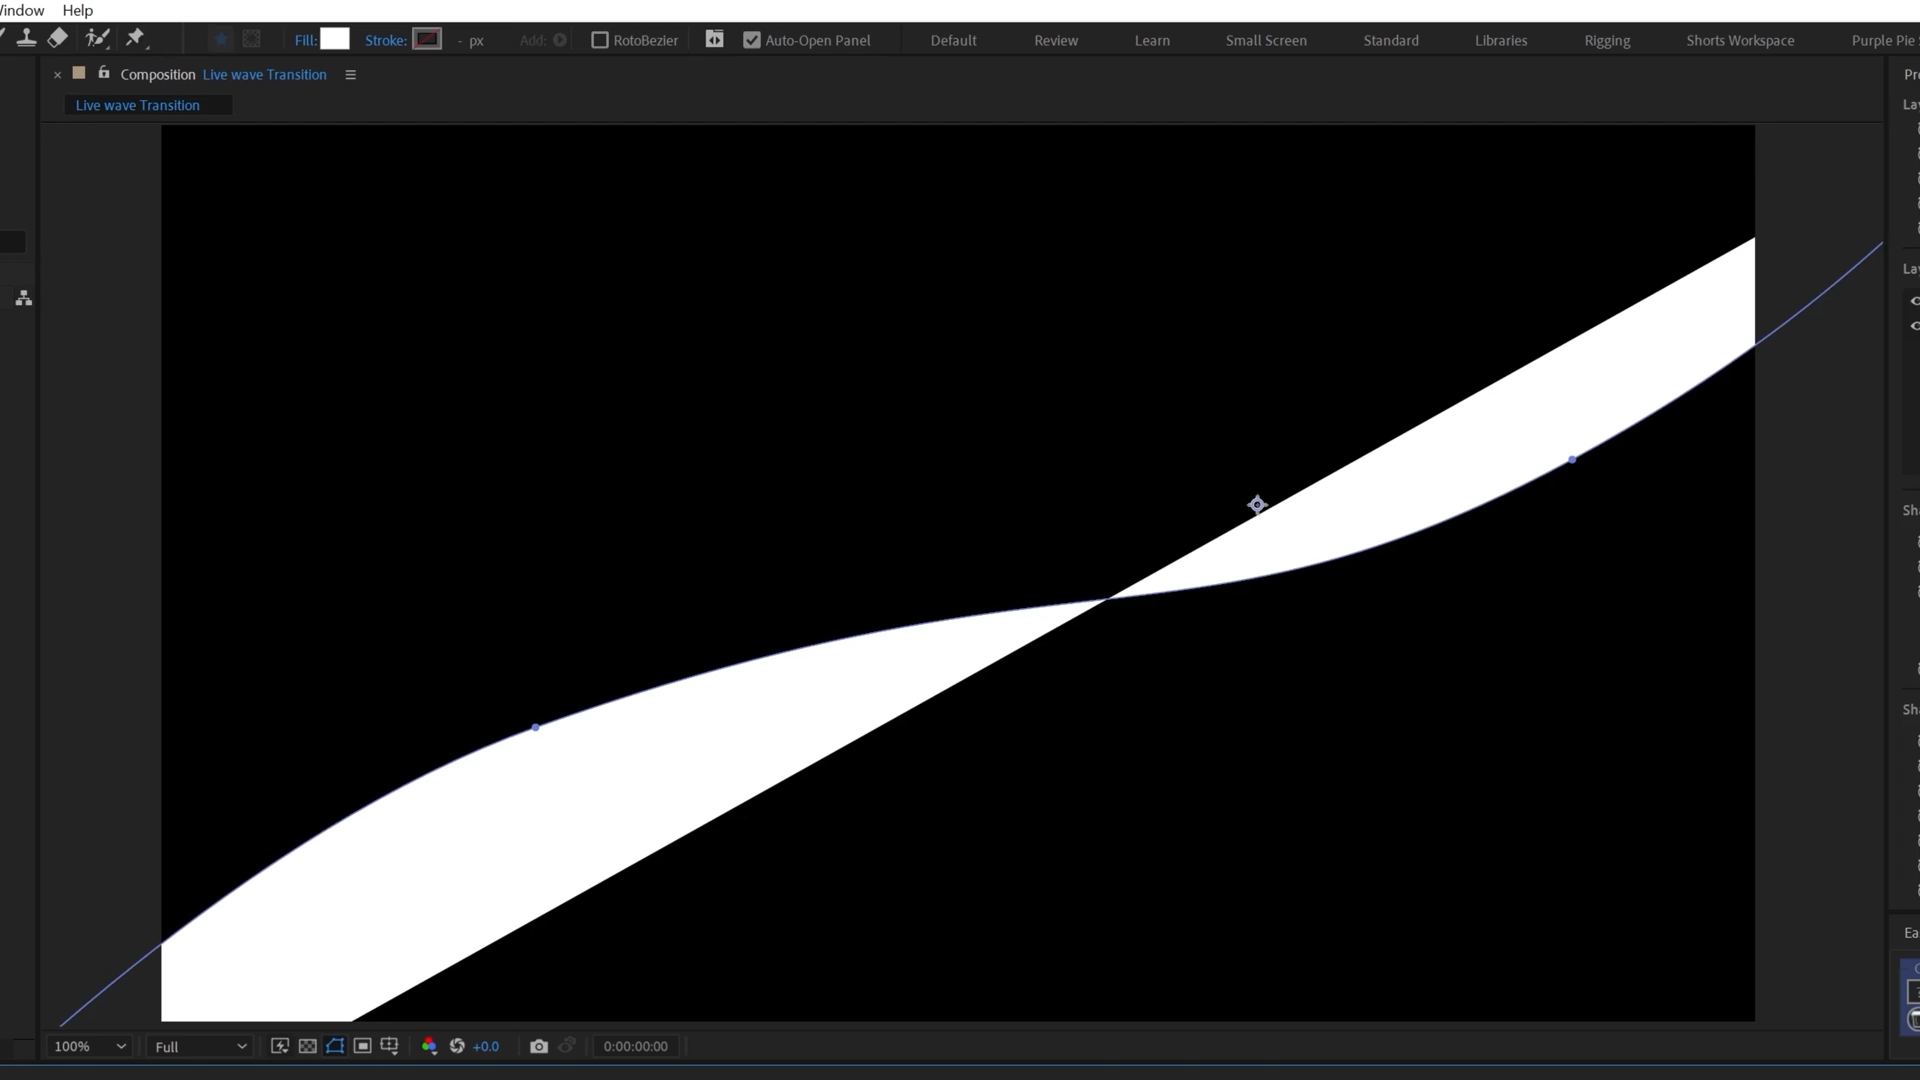 Window Help
Fill: Stroke: - px Add: RotoBezier Auto-Open Panel Default Review Learn Small Screen Standard Libraries Rigging Shorts Workspace Purple Pie
Composition Live wave Transition
Live wave Transition
100% Full +0.0 0:00:00:00